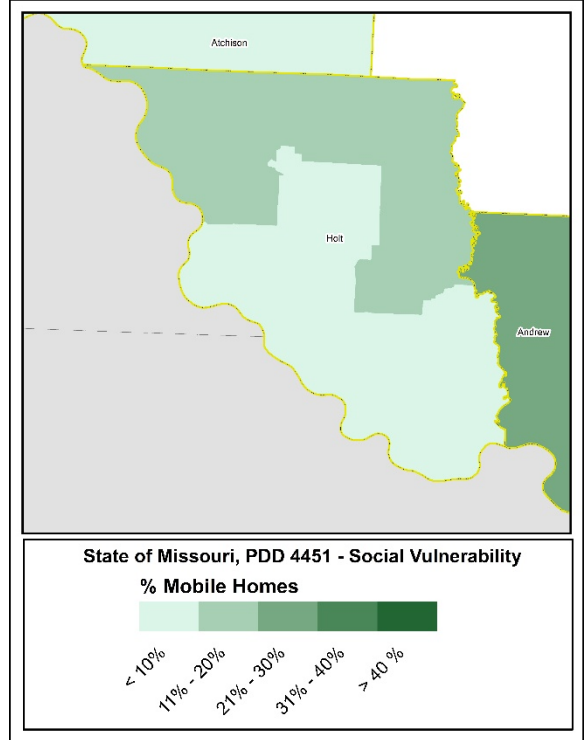 Atchison
Holt
Andrew
State of Missouri, PDD 4451 - Social Vulnerability
% Mobile Homes
< 10%
11% - 20%
21% - 30%
31% - 40%
> 40 %